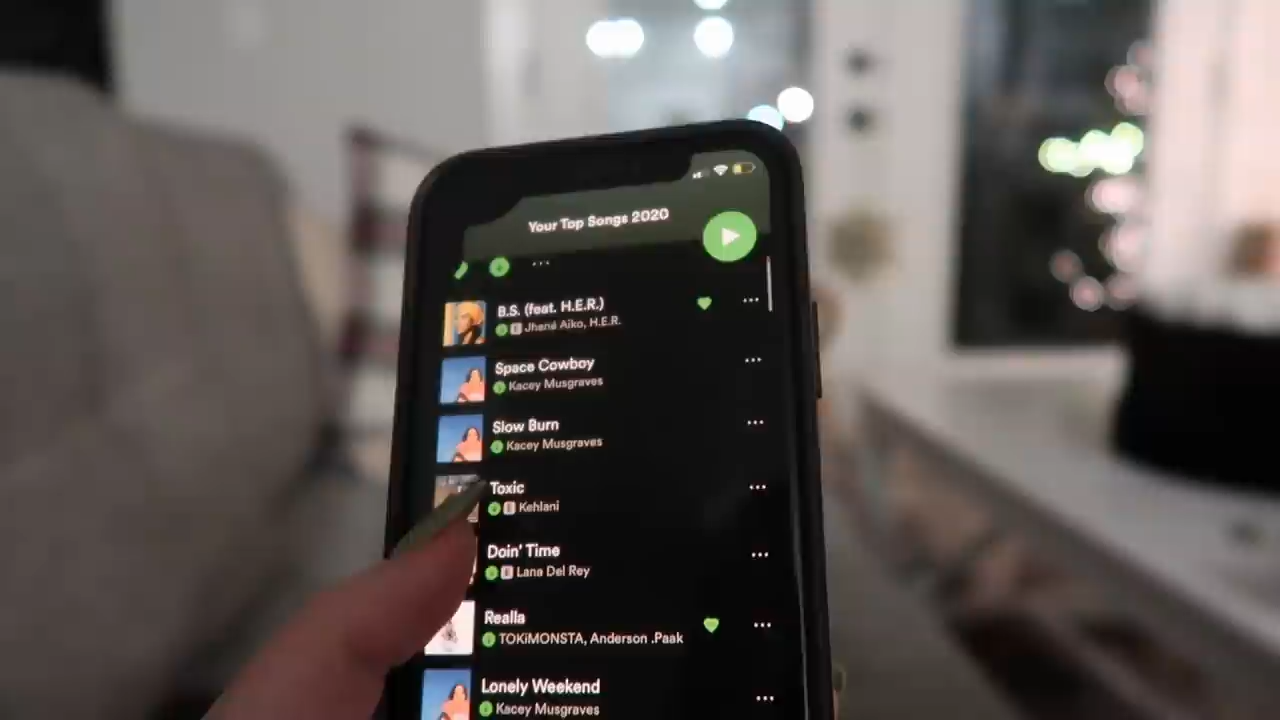 Your Top Songs 2020
B.S. (feat. H.E.R.)
E Jhené Aiko, H.E.R.
Space Cowboy
Kacey Musgraves
Slow Burn
Kacey Musgraves
Toxic
E Kehlani
Doin' Time
E Lana Del Rey
Realla
TOKiMONSTA, Anderson .Paak
Lonely Weekend
Kacey Musgraves